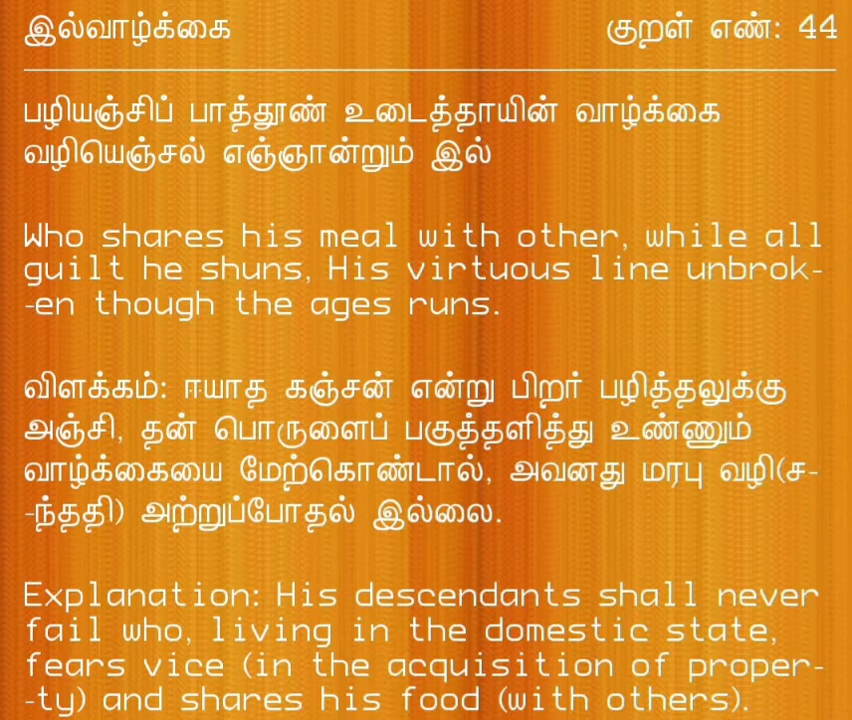 இல்வாழ்க்கை குறள் எண்: 44
பழியஞ்சிப் பாத்தூண் உடைத்தாயின் வாழ்க்கை
வழியெஞ்சல் எஞ்ஞான்றும் இல்
Who shares his meal with other, while all
guilt he shuns, His virtuous line unbrok-
-en though the ages runs.
விளக்கம்: ஈயாத கஞ்சன் என்று பிறர் பழித்தலுக்கு
அஞ்சி, தன் பொருளைப் பகுத்தளித்து உண்ணும்
வாழ்க்கையை மேற்கொண்டால், அவனது மரபு வழி(ச-
-ந்ததி) அற்றுப்போதல் இல்லை.
Explanation: His descendants shall never
fail who, living in the domestic state,
fears vice (in the acquisition of proper-
-ty) and shares his food (with others).